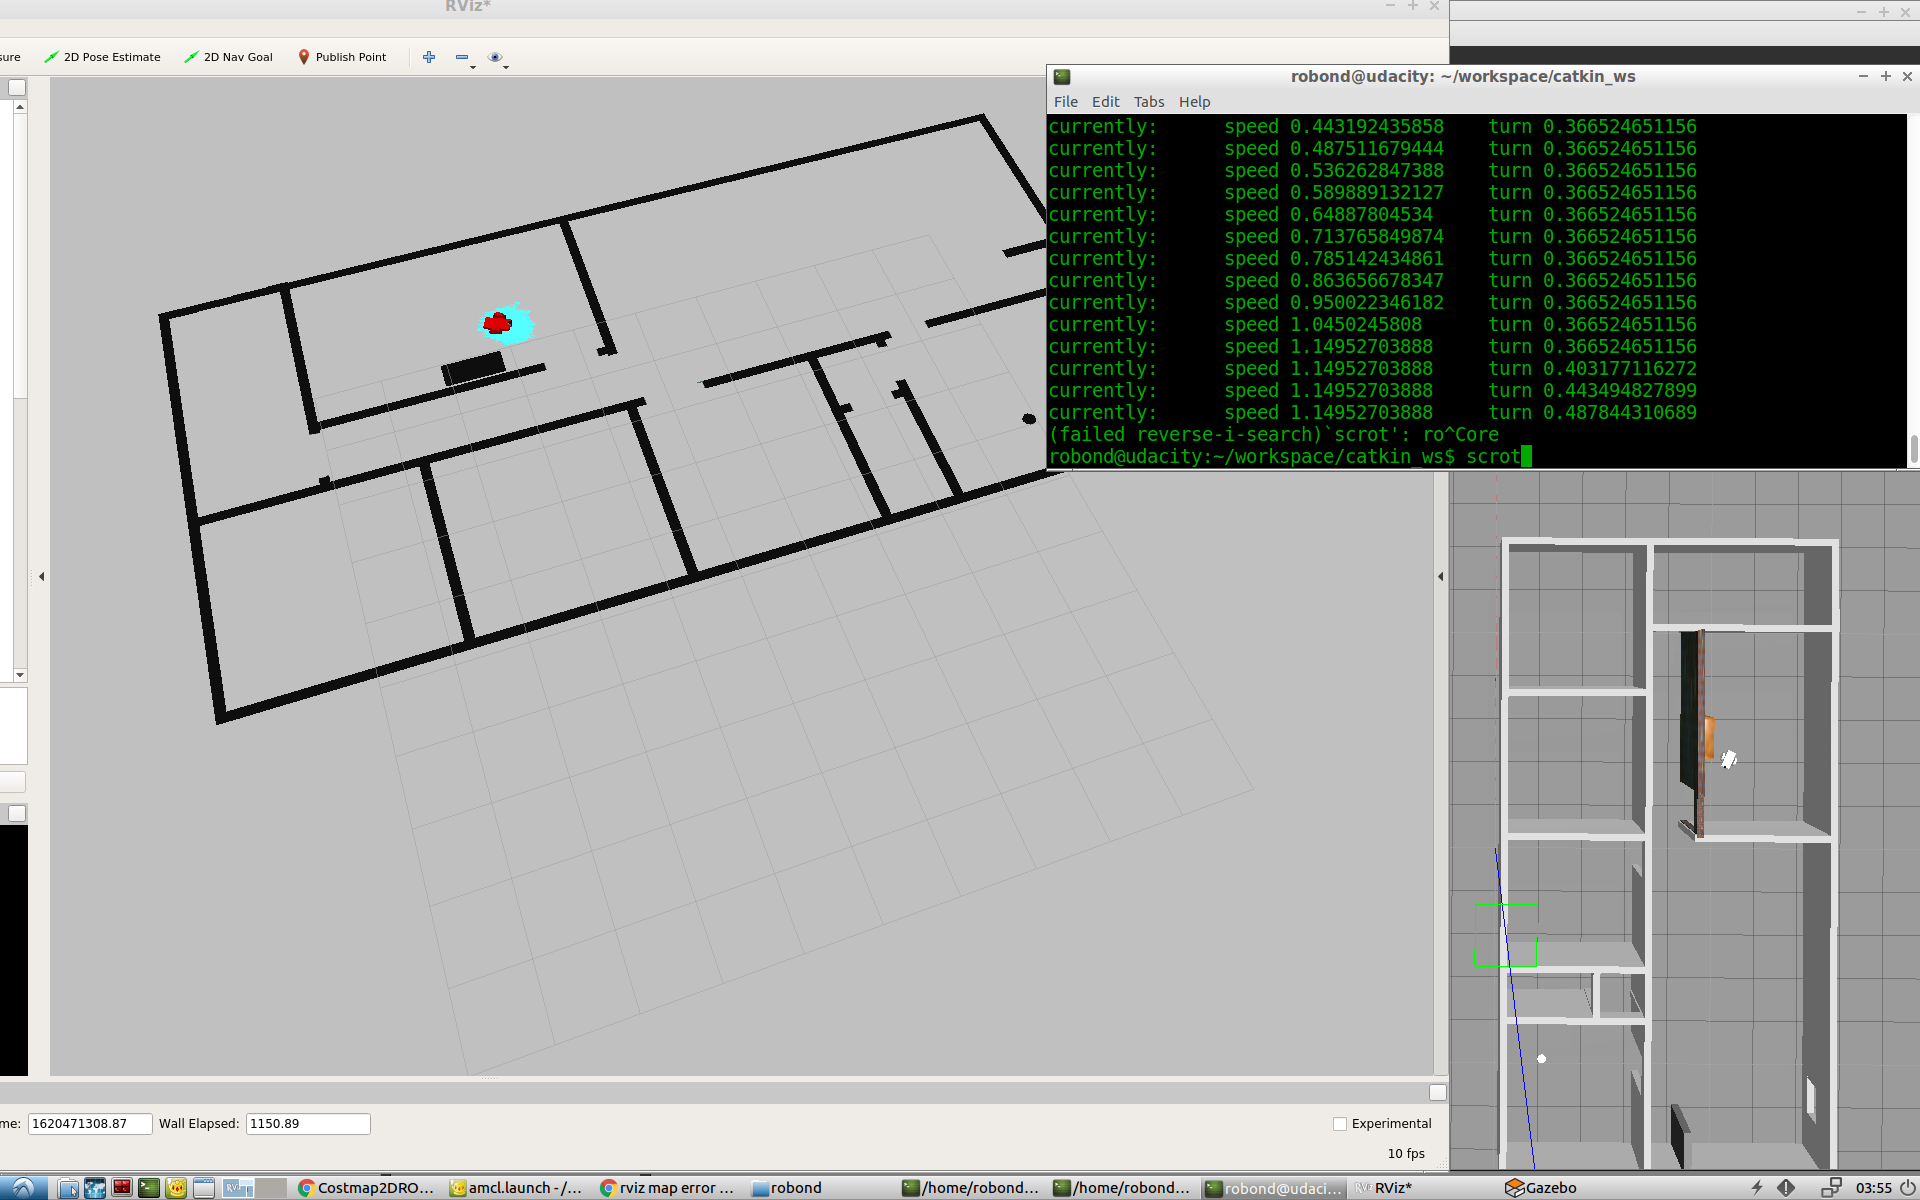 RViz*
sure
2D Pose Estimate
2D Nav Goal
Publish Point
robond@udacity: ~/workspace/catkin_ws
File Edit Tabs Help
currently: speed 0.443192435858 turn 0.366524651156
currently: speed 0.487511679444 turn 0.366524651156
currently: speed 0.536262847388 turn 0.366524651156
currently: speed 0.589889132127 turn 0.366524651156
currently: speed 0.64887804534 turn 0.366524651156
currently: speed 0.713765849874 turn 0.366524651156
currently: speed 0.785142434861 turn 0.366524651156
currently: speed 0.863656678347 turn 0.366524651156
currently: speed 0.950022346182 turn 0.366524651156
currently: speed 1.0450245808 turn 0.366524651156
currently: speed 1.14952703888 turn 0.366524651156
currently: speed 1.14952703888 turn 0.403177116272
currently: speed 1.14952703888 turn 0.443494827899
currently: speed 1.14952703888 turn 0.487844310689
(failed reverse-i-search)`scrot': ro^Core
robond@udacity:~/workspace/catkin_ws$ scrot
me: 1620471308.87 Wall Elapsed: 1150.89
Experimental
10 fps
Costmap2DRO...
amcl.launch - /...
rviz map error ...
robond
/home/robond...
/home/robond...
robond@udaci...
RViz*
Gazebo
03:55